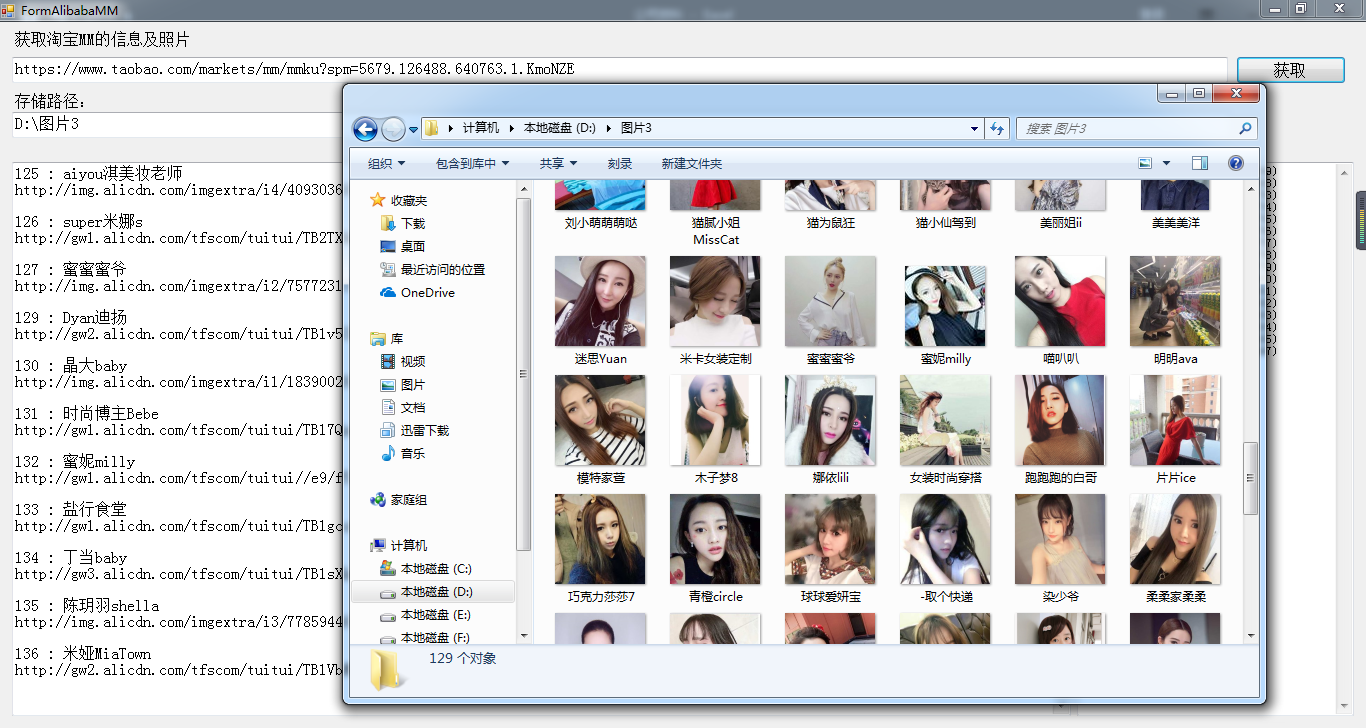 FormAlibabaMM
获取淘宝MM的信息及照片
https://www.taobao.com/markets/mm/mmku?spm=5679.126488.640763.1.KmoNZE
获取
存储路径:
D:\图片3
125 : aiyou淇美妆老师
http://img.alicdn.com/imgextra/i4/4093036
126 : super米娜s
http://gw1.alicdn.com/tfscom/tuitui/TB2TX
127 : 蜜蜜蜜爷
http://img.alicdn.com/imgextra/i2/7577231
129 : Dyan迪扬
http://gw2.alicdn.com/tfscom/tuitui/TB1v5
130 : 晶大baby
http://img.alicdn.com/imgextra/i1/1839002
131 : 时尚博主Bebe
http://gw1.alicdn.com/tfscom/tuitui/TB17Q
132 : 蜜妮milly
http://gw1.alicdn.com/tfscom/tuitui//e9/f
133 : 盐行食堂
http://gw1.alicdn.com/tfscom/tuitui/TB1gc
134 : 丁当baby
http://gw3.alicdn.com/tfscom/tuitui/TB1sX
135 : 陈玥羽shella
http://img.alicdn.com/imgextra/i3/7785944
136 : 米娅MiaTown
http://gw2.alicdn.com/tfscom/tuitui/TB1Vb
计算机 本地磁盘 (D:) 图片3
搜索 图片3
组织 包含到库中 共享 刻录 新建文件夹
收藏夹
下载
桌面
最近访问的位置
OneDrive
库
视频
图片
文档
迅雷下载
音乐
家庭组
计算机
本地磁盘 (C:)
本地磁盘 (D:)
本地磁盘 (E:)
本地磁盘 (F:)
刘小萌萌萌哒 猫腻小姐 猫为鼠狂 猫小仙驾到 美丽姐ii 美美美洋
MissCat
迷思Yuan 米卡女装定制 蜜蜜蜜爷 蜜妮milly 喵叭叭 明明ava
模特家萱 木子梦8 娜依lili 女装时尚穿搭 跑跑跑的白哥 片片ice
巧克力莎莎7 青橙circle 球球爱妍宝 -取个快递 染少爷 柔柔家柔柔
129 个对象